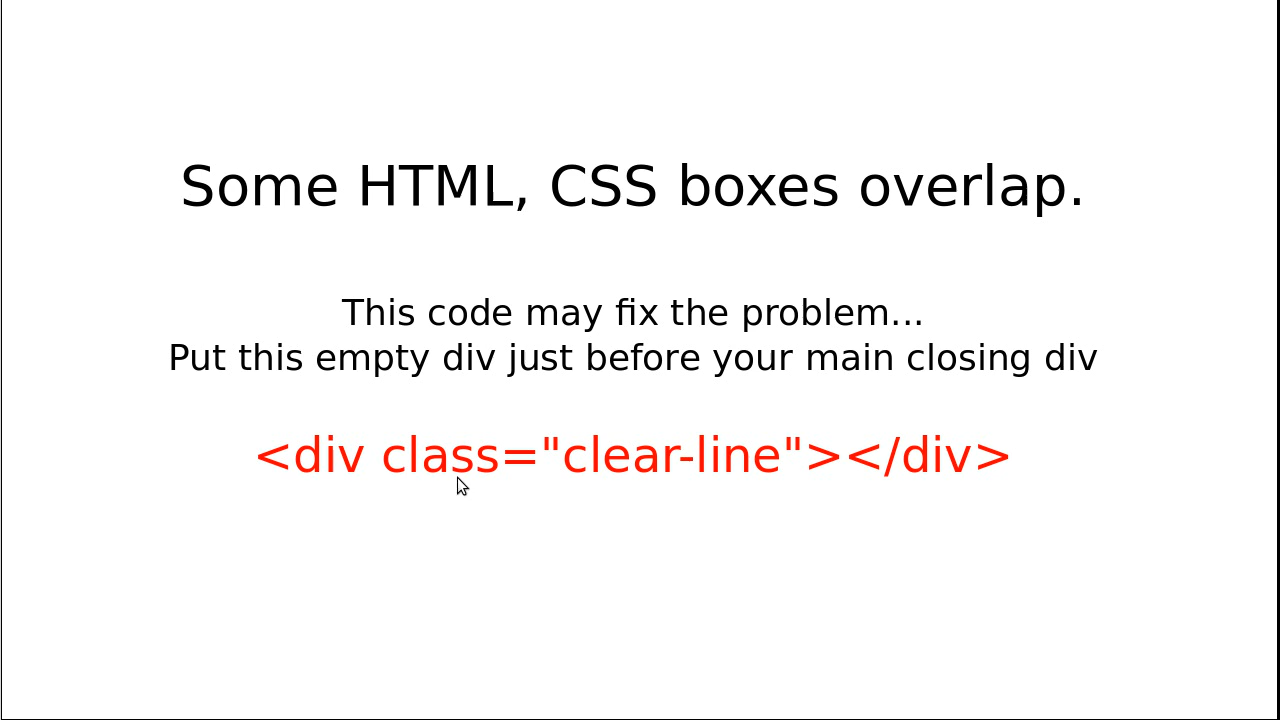 Some HTML, CSS boxes overlap.
This code may fix the problem...
Put this empty div just before your main closing div
<div class="clear-line"></div>